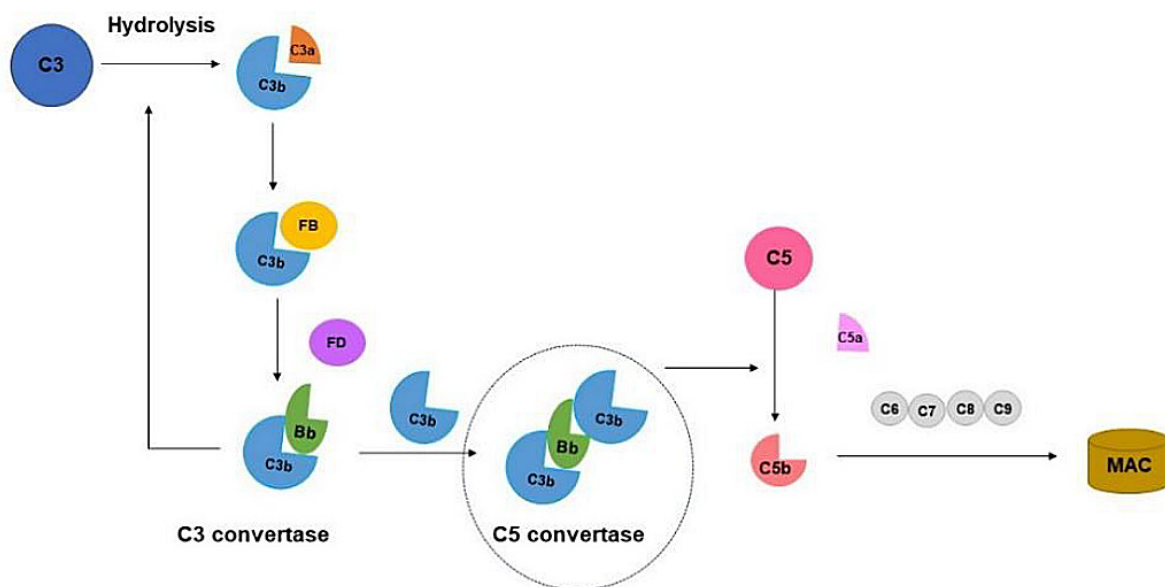 Hydrolysis
C3
C3a
C3b
FB
C3b
C5
FD
C5a
Bb
C3b
C3b
C3b
Bb
C3b
C6
C7
C8
C9
C5b
MAC
C3 convertase
C5 convertase